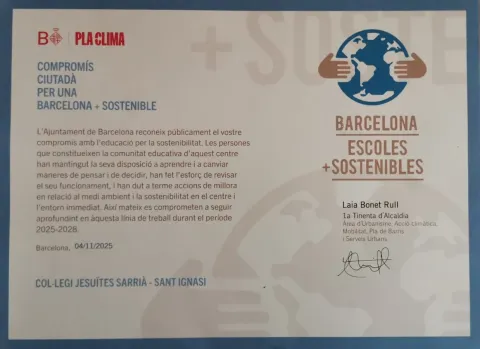 B
PLA CLIMA
COMPROMÍS
CIUTADÀ
PER UNA
BARCELONA + SOSTENIBLE
L'Ajuntament de Barcelona reconeix públicament el vostre
compromís amb l'educació per la sostenibilitat. Les persones
que constitueixen la comunitat educativa d'aquest centre
han mantingut la seva disposició a aprendre i a canviar
maneres de pensar i de decidir, han fet l'esforç de revisar
el seu funcionament, i han dut a terme accions de millora
en relació al medi ambient i la sostenibilitat en el centre i
l'entorn immediat. Així mateix es comprometen a seguir
aprofundint en aquesta línia de treball durant el període
2025-2028.
Barcelona, 04/11/2025
COL·LEGI JESUÏTES SARRIÀ - SANT IGNASI
+ SOSTE
BARCELONA
ESCOLES
+SOSTENIBLES
Laia Bonet Rull
1a Tinenta d'Alcaldia
Àrea d'Urbanisme, Acció climàtica,
Mobilitat, Pla de Barris
i Serveis Urbans